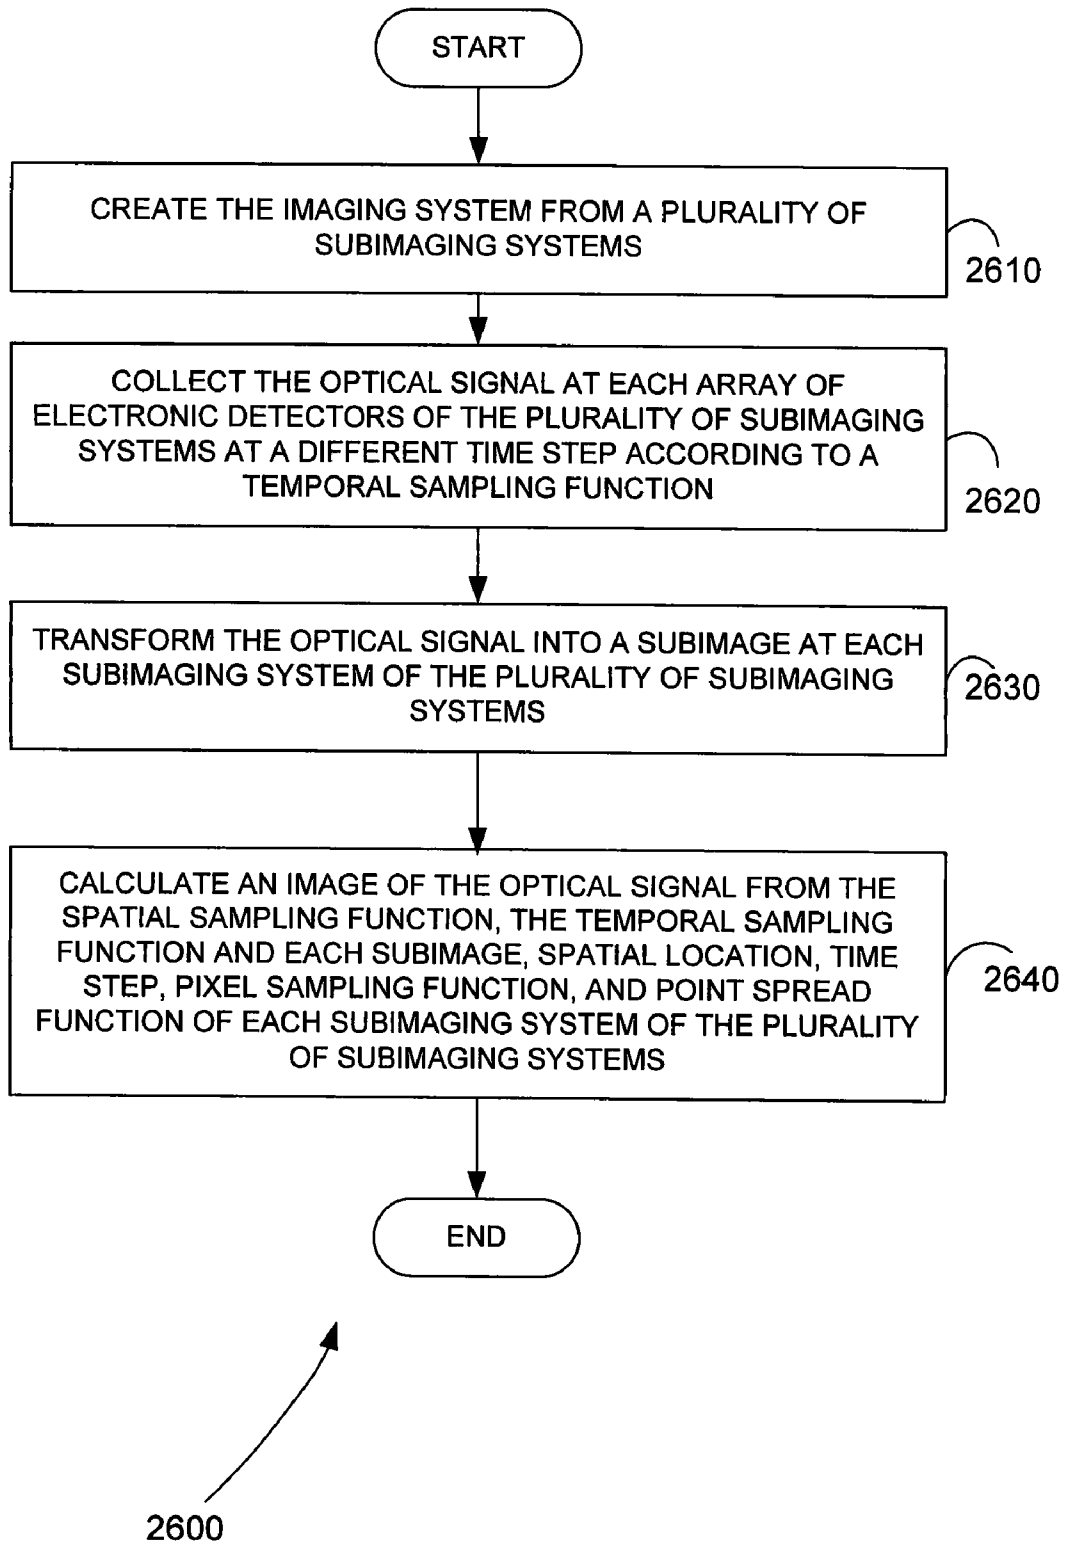 START
CREATE THE IMAGING SYSTEM FROM A PLURALITY OF
SUBIMAGING SYSTEMS
2610
COLLECT THE OPTICAL SIGNAL AT EACH ARRAY OF
ELECTRONIC DETECTORS OF THE PLURALITY OF SUBIMAGING
SYSTEMS AT A DIFFERENT TIME STEP ACCORDING TO A
TEMPORAL SAMPLING FUNCTION
2620
TRANSFORM THE OPTICAL SIGNAL INTO A SUBIMAGE AT EACH
SUBIMAGING SYSTEM OF THE PLURALITY OF SUBIMAGING
SYSTEMS
2630
CALCULATE AN IMAGE OF THE OPTICAL SIGNAL FROM THE
SPATIAL SAMPLING FUNCTION, THE TEMPORAL SAMPLING
FUNCTION AND EACH SUBIMAGE, SPATIAL LOCATION, TIME
STEP, PIXEL SAMPLING FUNCTION, AND POINT SPREAD
FUNCTION OF EACH SUBIMAGING SYSTEM OF THE PLURALITY
OF SUBIMAGING SYSTEMS
2640
END
2600